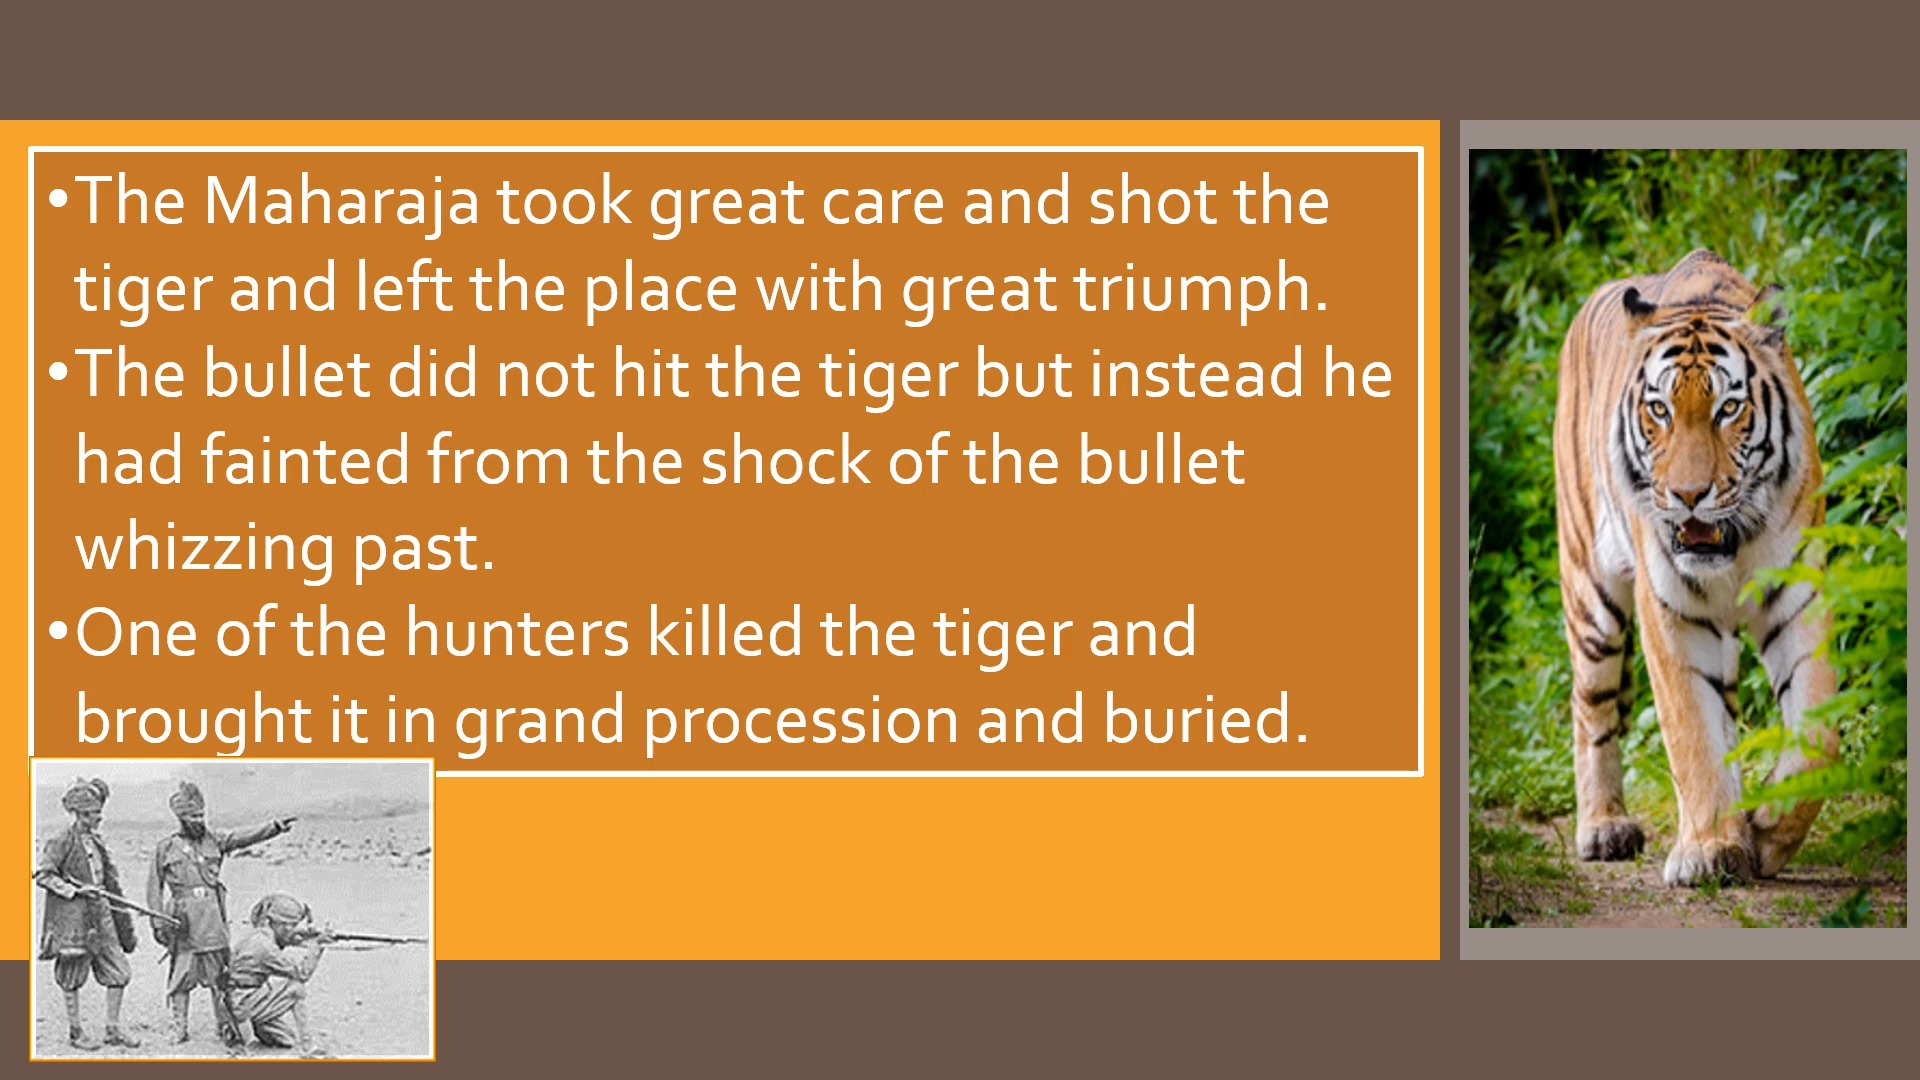 •The Maharaja took great care and shot the
tiger and left the place with great triumph.
•The bullet did not hit the tiger but instead he
had fainted from the shock of the bullet
whizzing past.
•One of the hunters killed the tiger and
brought it in grand procession and buried.